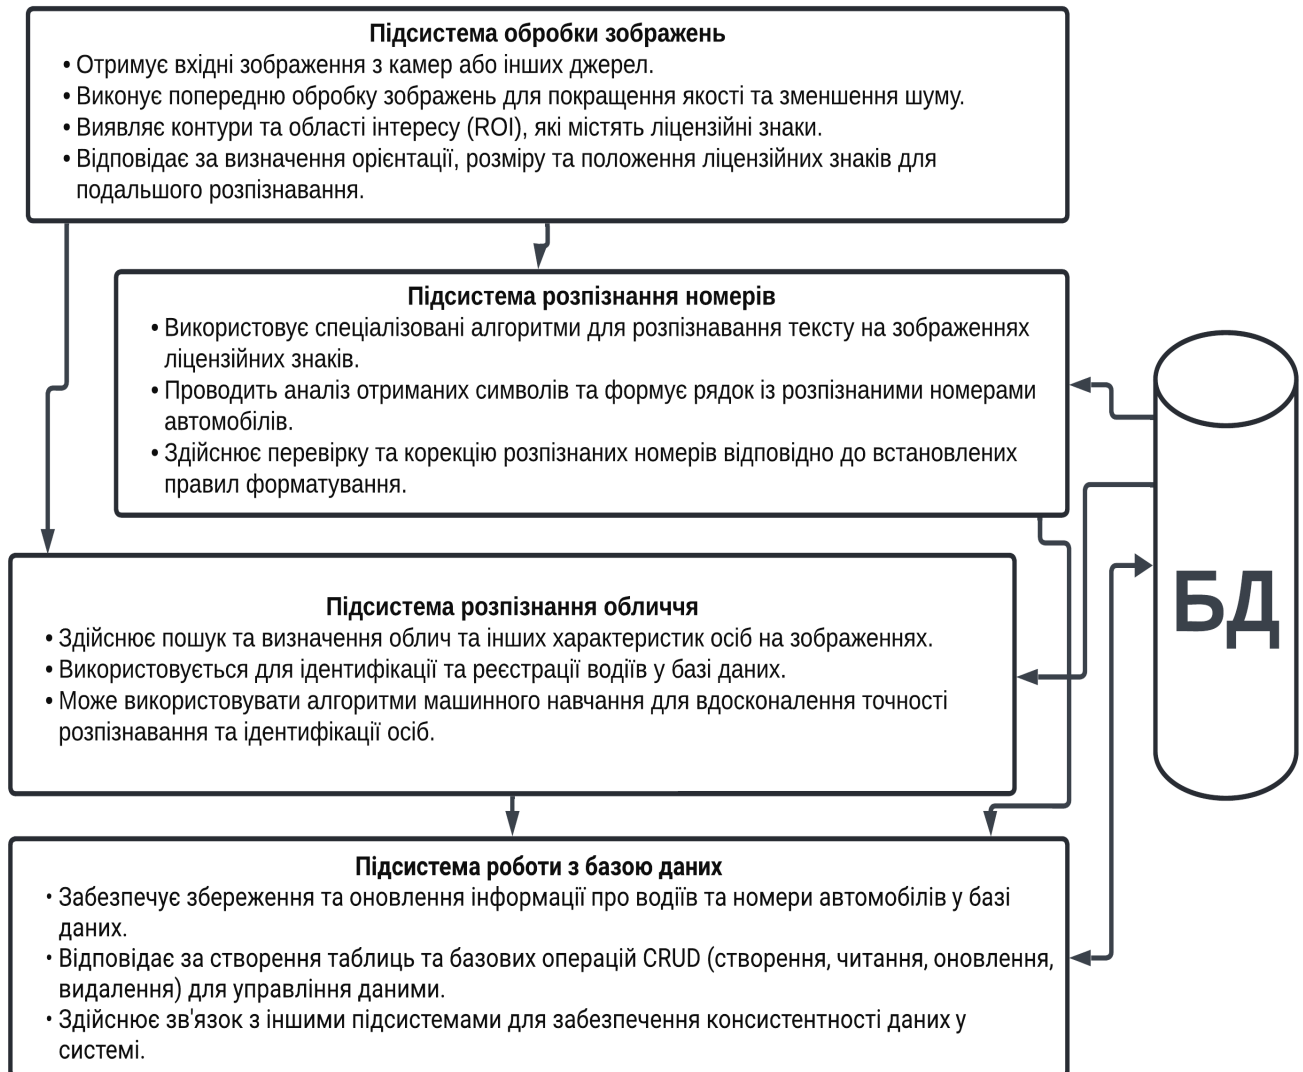 Підсистема обробки зображень
• Отримує вхідні зображення з камер або інших джерел.
• Виконує попередню обробку зображень для покращення якості та зменшення шуму.
• Виявляє контури та області інтересу (ROI), які містять ліцензійні знаки.
• Відповідає за визначення орієнтації, розміру та положення ліцензійних знаків для
подальшого розпізнавання.
Підсистема розпізнання номерів
• Використовує спеціалізовані алгоритми для розпізнавання тексту на зображеннях
ліцензійних знаків.
• Проводить аналіз отриманих символів та формує рядок із розпізнаними номерами
автомобілів.
• Здійснює перевірку та корекцію розпізнаних номерів відповідно до встановлених
правил форматування.
БД
Підсистема розпізнання обличчя
• Здійснює пошук та визначення облич та інших характеристик осіб на зображеннях.
• Використовується для ідентифікації та реєстрації водіїв у базі даних.
• Може використовувати алгоритми машинного навчання для вдосконалення точності
розпізнавання та ідентифікації осіб.
Підсистема роботи з базою даних
• Забезпечує збереження та оновлення інформації про водіїв та номери автомобілів у базі
даних.
• Відповідає за створення таблиць та базових операцій CRUD (створення, читання, оновлення,
видалення) для управління даними.
• Здійснює зв'язок з іншими підсистемами для забезпечення консистентності даних у
системі.